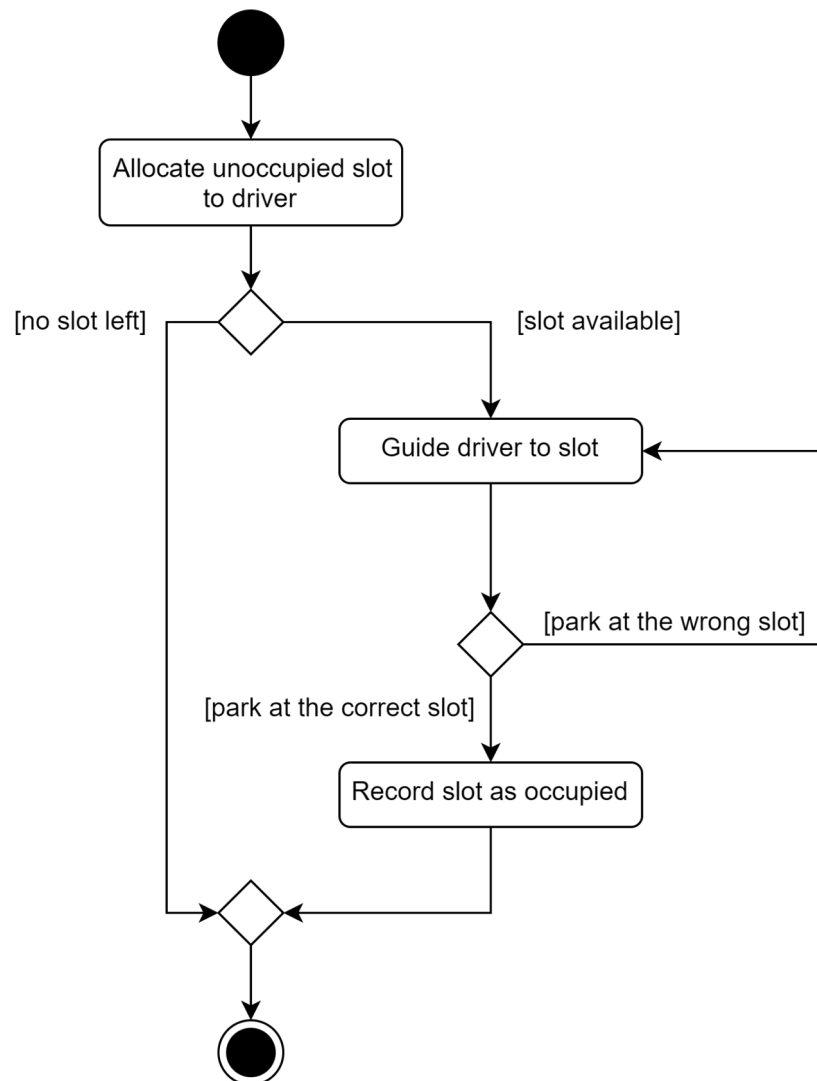 Allocate unoccupied slot
to driver
[no slot left]
[slot available]
Guide driver to slot
[park at the wrong slot]
[park at the correct slot]
Record slot as occupied